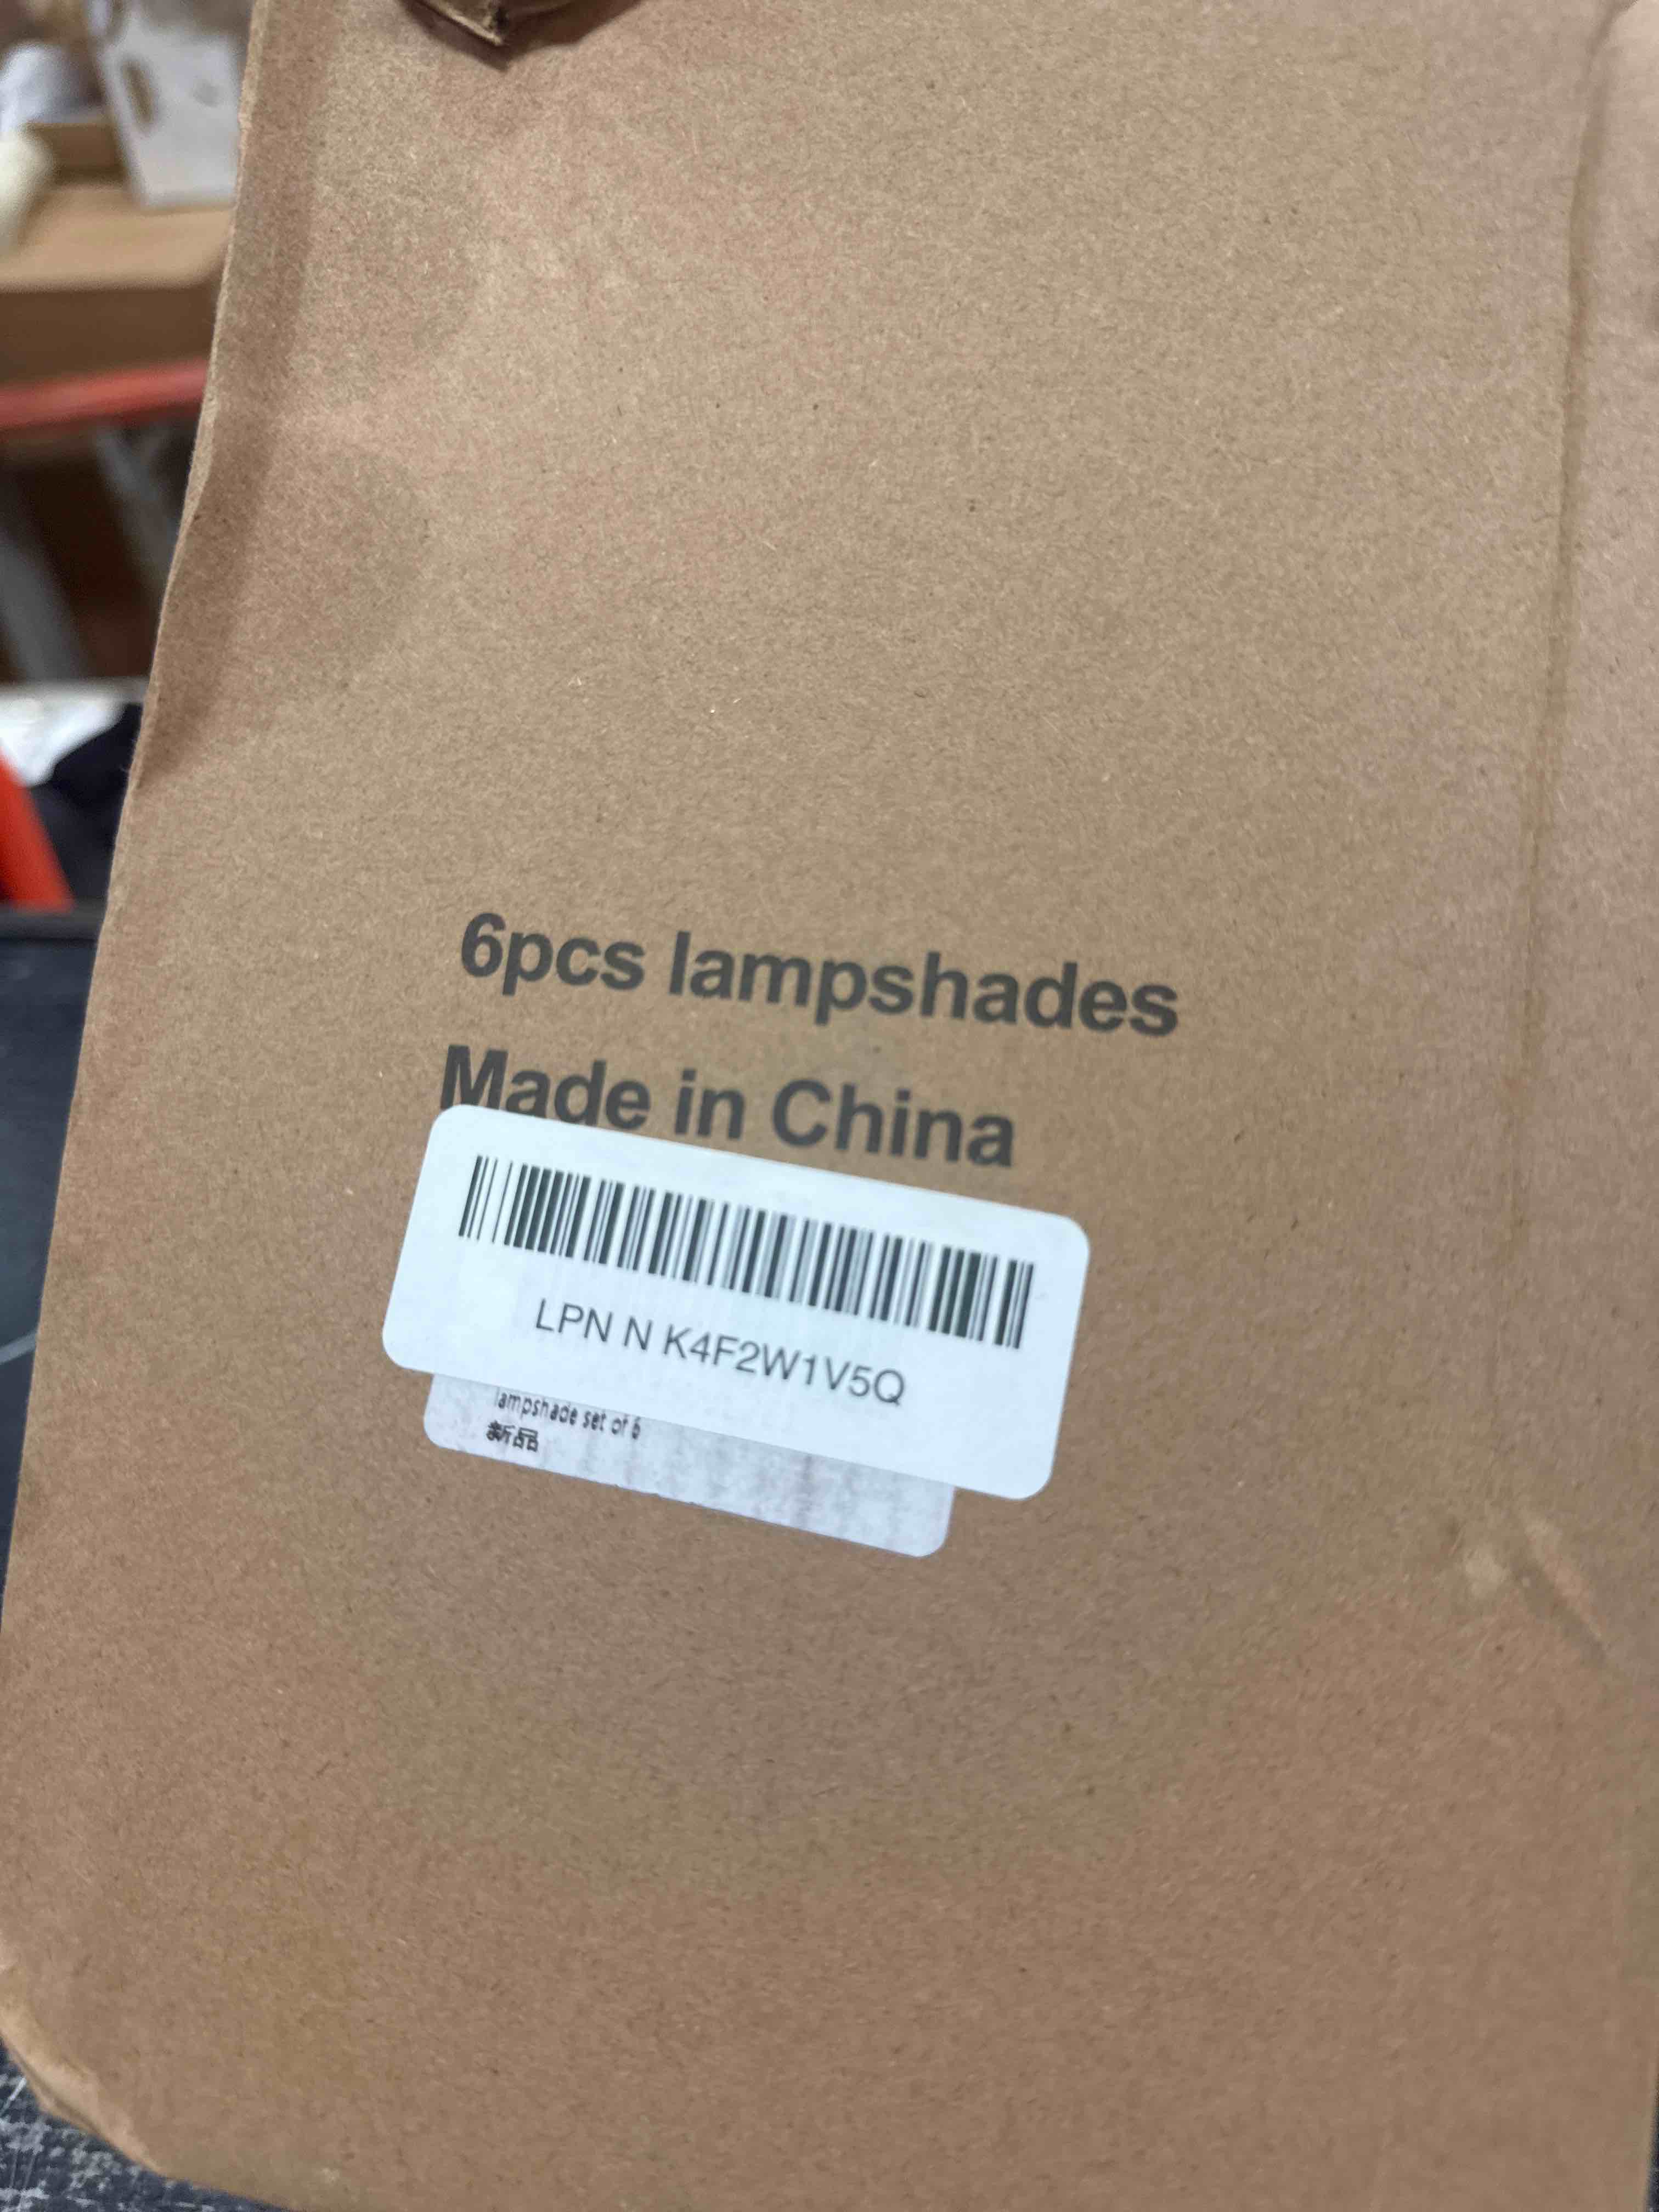 6pcs lampshades
Made in China
LPN N K4F2W1V5Q
lampshade set of 6
新品